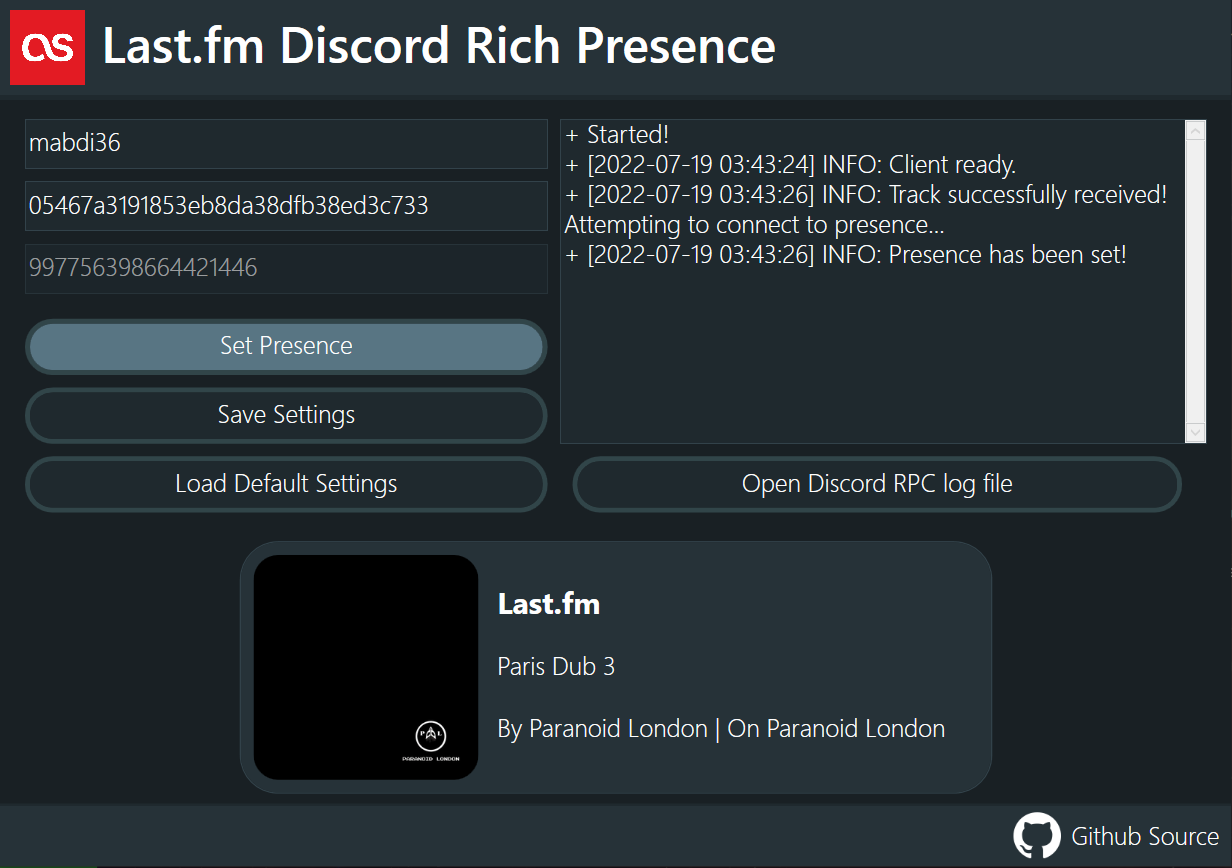 Last.fm Discord Rich Presence
mabdi36
05467a3191853eb8da38dfb38ed3c733
997756398664421446
Set Presence
Save Settings
Load Default Settings
+ Started!
+ [2022-07-19 03:43:24] INFO: Client ready.
+ [2022-07-19 03:43:26] INFO: Track successfully received!
Attempting to connect to presence...
+ [2022-07-19 03:43:26] INFO: Presence has been set!
Open Discord RPC log file
P L
PARANOID LONDON
Last.fm
Paris Dub 3
By Paranoid London | On Paranoid London
Github Source